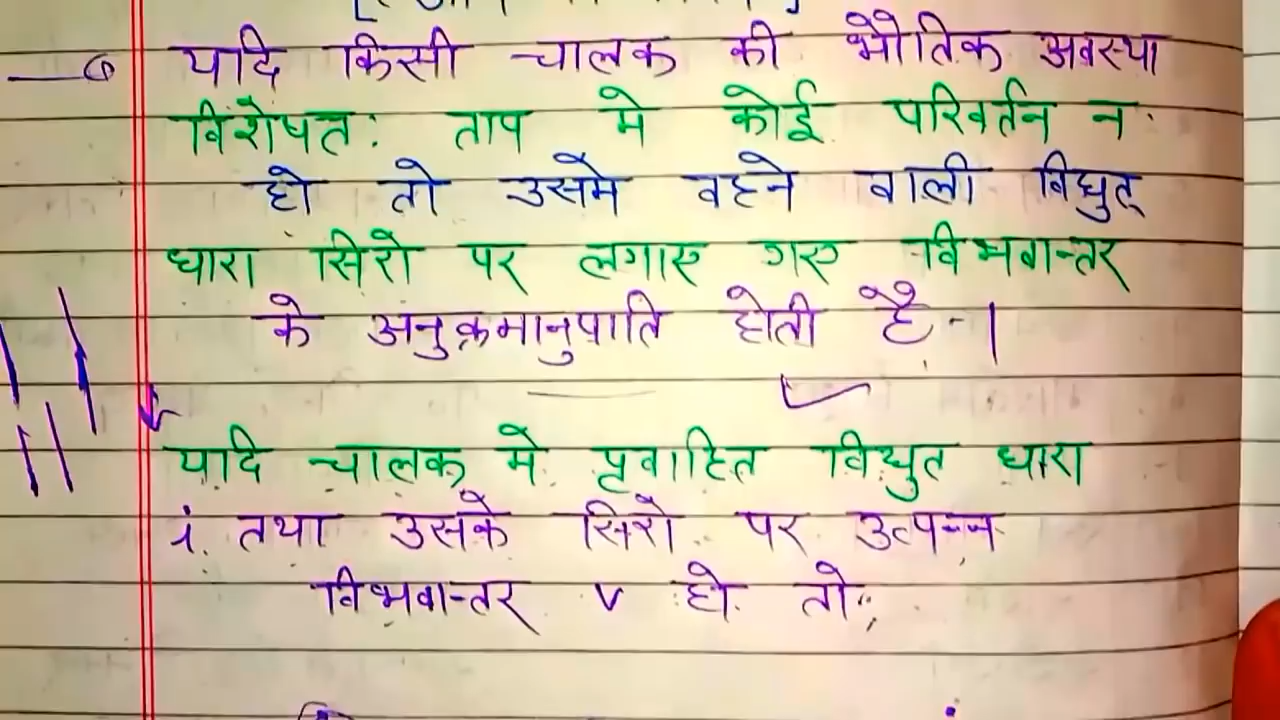 यदि किसी चालक की भौतिक अवस्था
विशेषत: ताप मे कोई परिवर्तन न
हो तो उसमे वहने वाली विधुत्
धारा सिरो पर लगाए गए विभवान्तर
के अनुक्रमानुपाति होती है - |
यदि चालक मे प्रवाहित विधुत धारा
i तथा उसके सिरो पर उत्पन्न
विभवान्तर v हो तो,